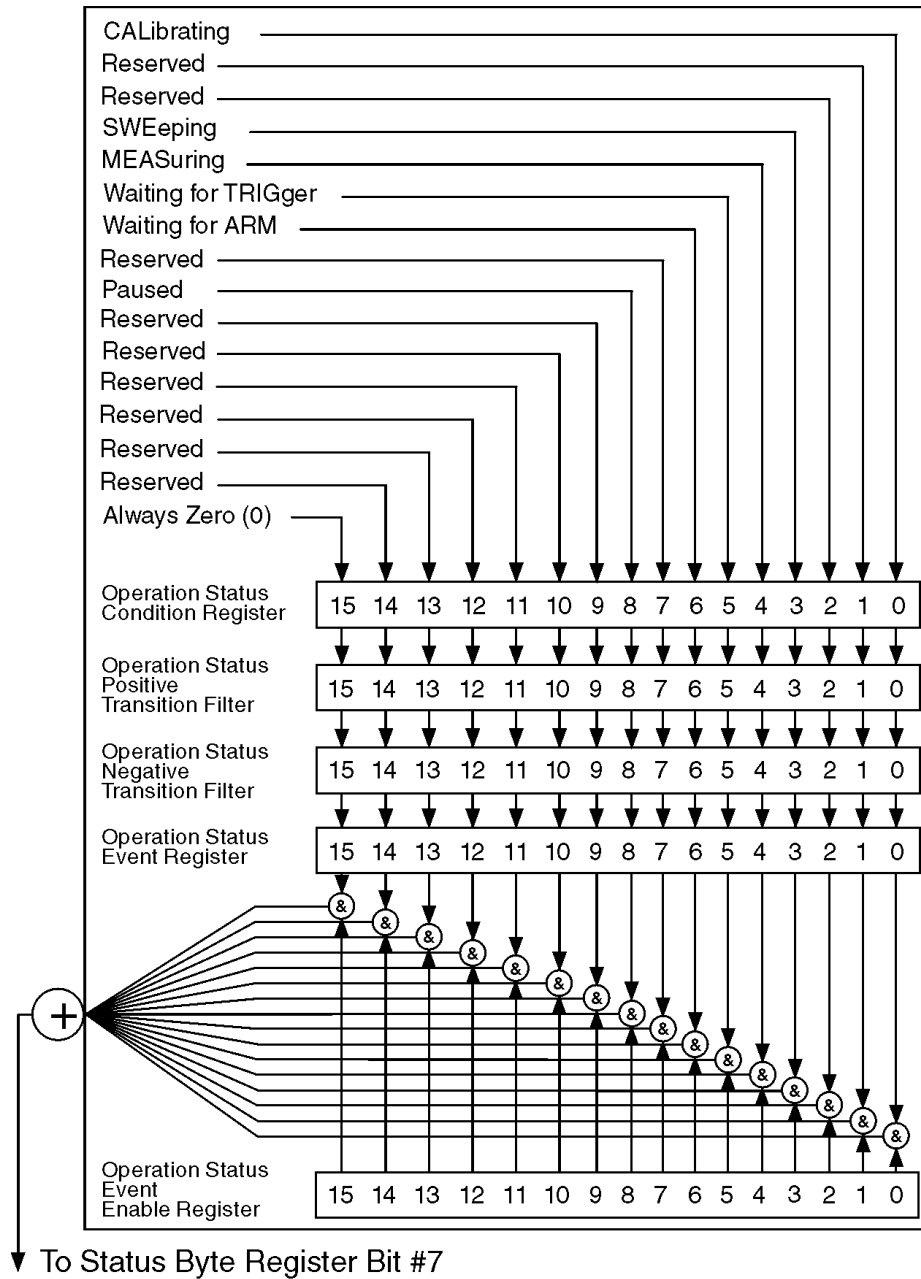 CALibrating
Reserved
Reserved
SWEeping
MEASuring
Waiting for TRIGger
Waiting for ARM
Reserved
Paused
Reserved
Reserved
Reserved
Reserved
Reserved
Reserved
Always Zero (0)
Operation Status
Condition Register
15 14 13 12 11 10 9 8 7 6 5 4 3 2 1 0
Operation Status
Positive
Transition Filter
15 14 13 12 11 10 9 8 7 6 5 4 3 2 1 0
Operation Status
Negative
Transition Filter
15 14 13 12 11 10 9 8 7 6 5 4 3 2 1 0
Operation Status
Event Register
15 14 13 12 11 10 9 8 7 6 5 4 3 2 1 0
& & & & & & & & & & & & & & & &
+
Operation Status
Event
Enable Register
15 14 13 12 11 10 9 8 7 6 5 4 3 2 1 0
To Status Byte Register Bit #7